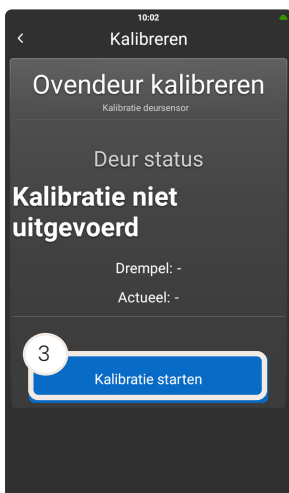 10:02
Kalibreren
Ovendeur kalibreren
Kalibratie deursensor
Deur status
Kalibratie niet
uitgevoerd
Drempel: -
Actueel: -
3
Kalibratie starten